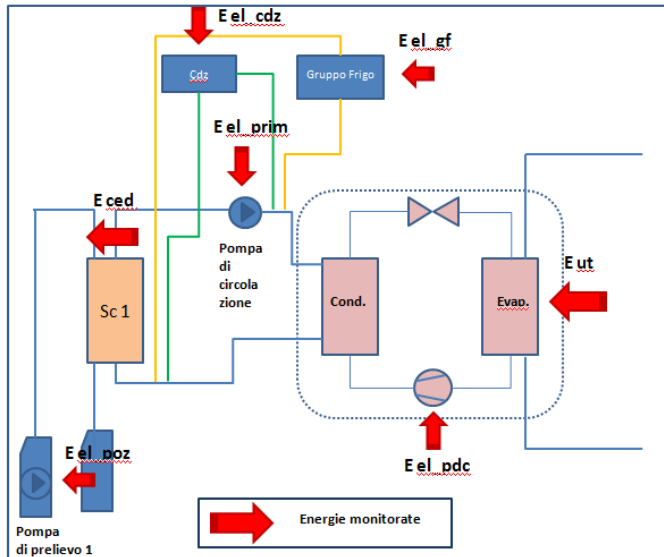 E el_cdz
E el_gf
Cdz
Gruppo Frigo
E el_prim
E ced
Pompa
di
circola
zione
Sc 1
Cond.
Evap.
E ut
E el_poz
E el_pdc
Pompa
di prelievo 1
Energie monitorate